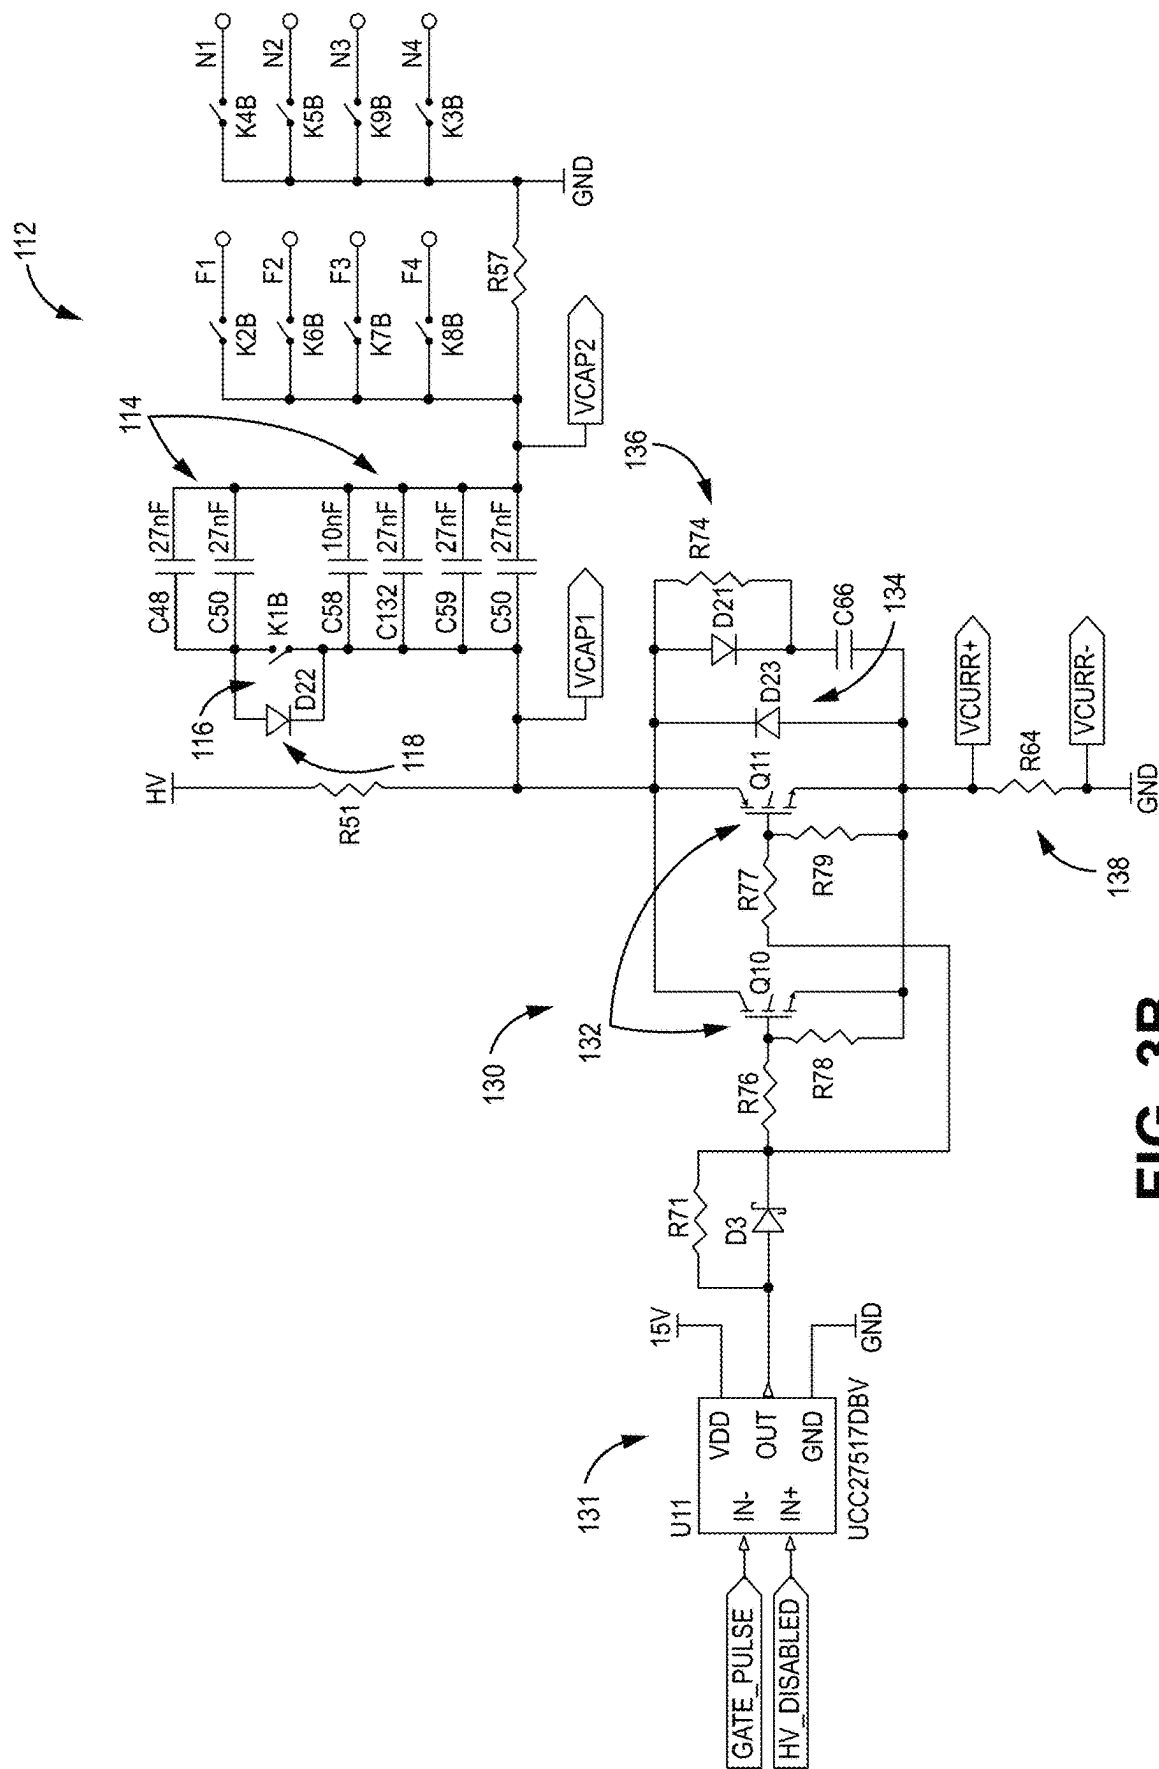 112
HV
R51
116
118
D22
K1B
114
C48 27nF
C50 27nF
C58 10nF
C132 27nF
C59 27nF
C50 27nF
VCAP1
VCAP2
K2B F1
K6B F2
K7B F3
K8B F4
R57
K4B N1
K5B N2
K9B N3
K3B N4
GND
130
132
Q10
Q11
R76
R78
R77
R79
D23
D21
R74
136
C66
134
VCURR+
R64
VCURR-
GND
138
R71
D3
131
15V
U11
VDD
IN-
OUT
IN+
GND
UCC27517DBV
GND
GATE_PULSE
HV_DISABLED
FIG. 3B